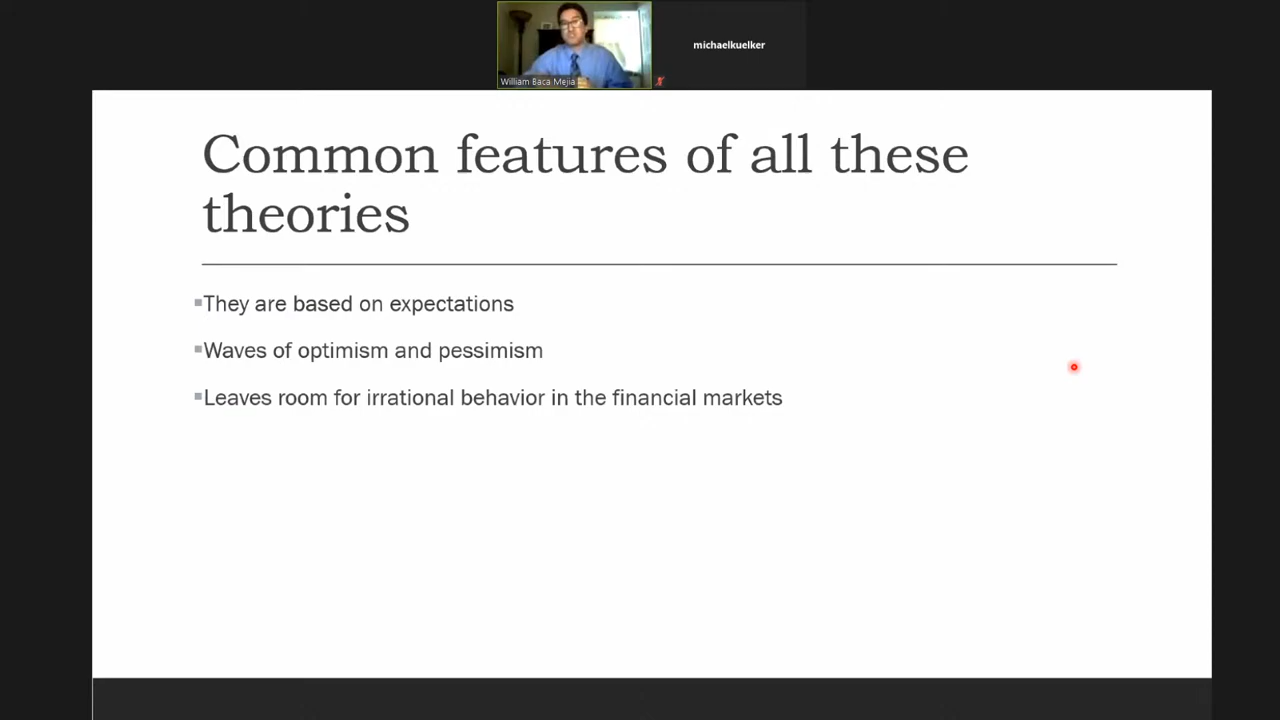 William Baca Mejia
michaelkuelker
Common features of all these
theories
They are based on expectations
Waves of optimism and pessimism
Leaves room for irrational behavior in the financial markets